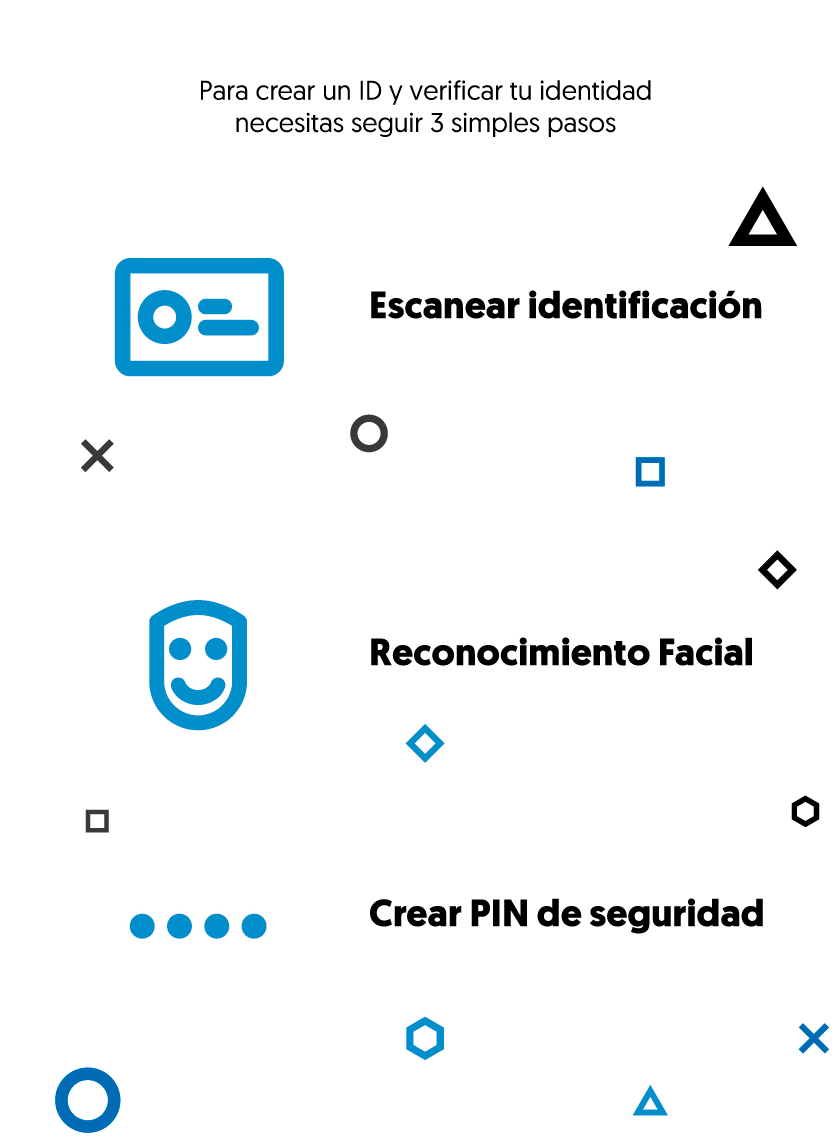 Para crear un ID y verificar tu identidad
necesitas seguir 3 simples pasos
Escanear identificación
Reconocimiento Facial
Crear PIN de seguridad